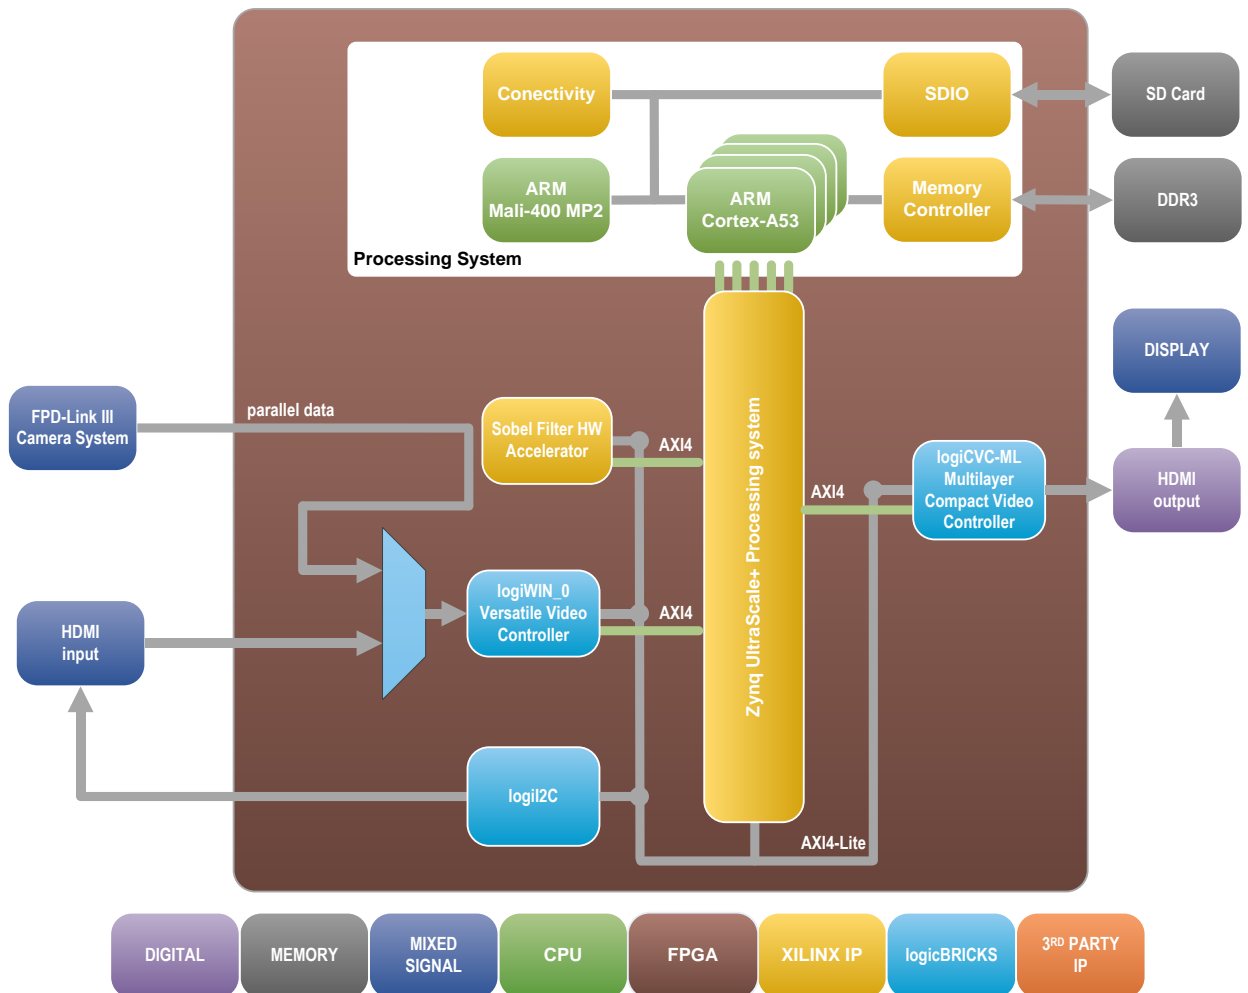 Conectivity
SDIO
SD Card
ARM
Mali-400 MP2
ARM
Cortex-A53
Memory
Controller
DDR3
Processing System
DISPLAY
FPD-Link III
Camera System
parallel data
Sobel Filter HW
Accelerator
AXI4
Zynq UltraScale+ Processing system
AXI4
logiCVC-ML
Multilayer
Compact Video
Controller
HDMI
output
logiWIN_0
Versatile Video
Controller
AXI4
HDMI
input
logiI2C
AXI4-Lite
DIGITAL
MEMORY
MIXED
SIGNAL
CPU
FPGA
XILINX IP
logicBRICKS
3RD PARTY
IP